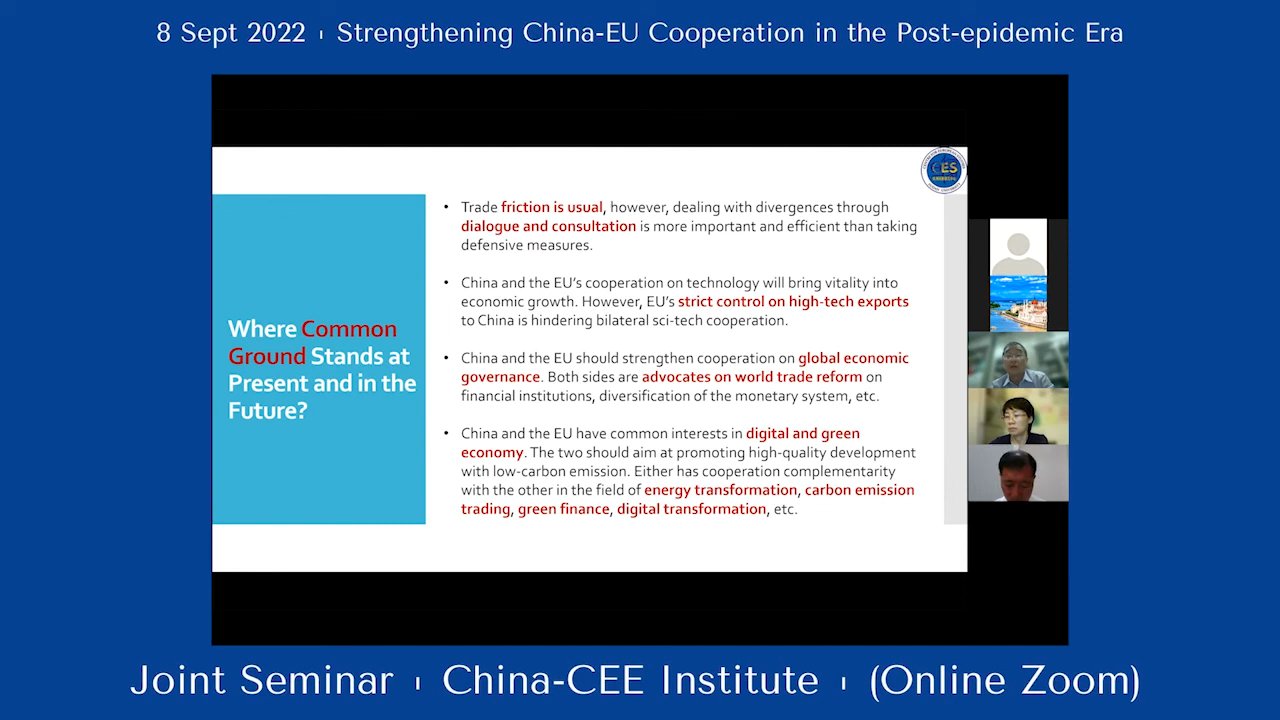 8 Sept 2022 | Strengthening China-EU Cooperation in the Post-epidemic Era
CES
Where Common
Ground Stands at
Present and in the
Future?
• Trade friction is usual, however, dealing with divergences through
dialogue and consultation is more important and efficient than taking
defensive measures.
• China and the EU’s cooperation on technology will bring vitality into
economic growth. However, EU’s strict control on high-tech exports
to China is hindering bilateral sci-tech cooperation.
• China and the EU should strengthen cooperation on global economic
governance. Both sides are advocates on world trade reform on
financial institutions, diversification of the monetary system, etc.
• China and the EU have common interests in digital and green
economy. The two should aim at promoting high-quality development
with low-carbon emission. Either has cooperation complementarity
with the other in the field of energy transformation, carbon emission
trading, green finance, digital transformation, etc.
Joint Seminar | China-CEE Institute | (Online Zoom)